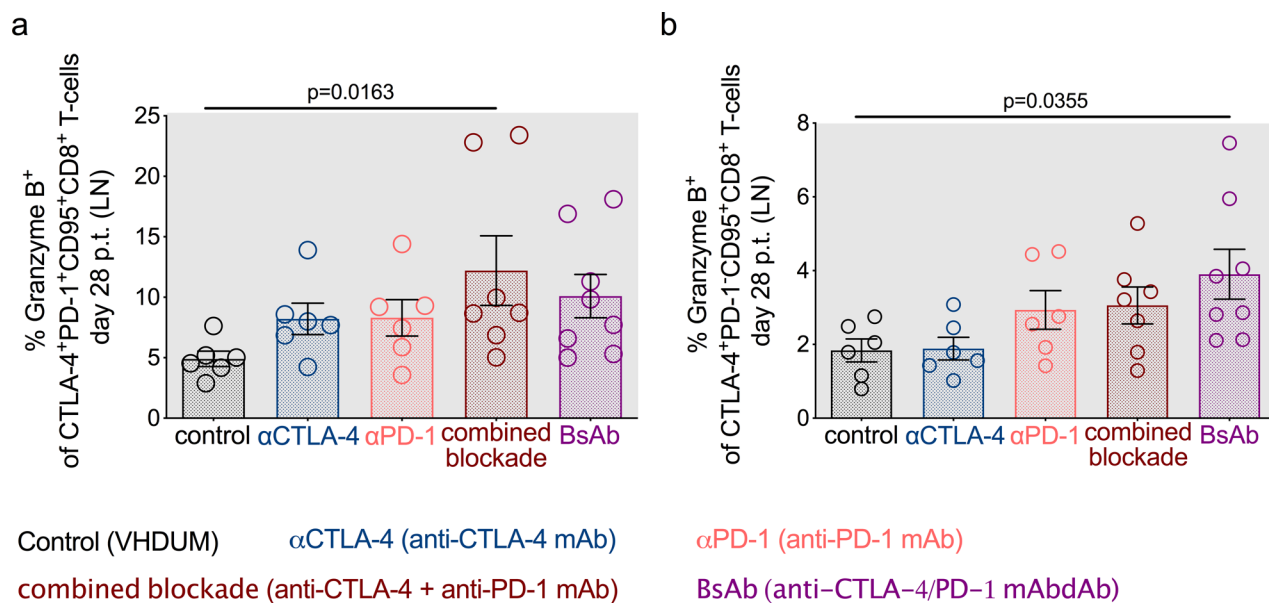 a
% Granzyme B⁺
of CTLA-4⁺PD-1⁺CD95⁺CD8⁺ T-cells
day 28 p.t. (LN)
p=0.0163
25
20
15
10
5
0
control
αCTLA-4
αPD-1
combined
blockade
BsAb
b
% Granzyme B⁺
of CTLA-4⁺PD-1⁻CD95⁺CD8⁺ T-cells
day 28 p.t. (LN)
p=0.0355
8
6
4
2
0
control
αCTLA-4
αPD-1
combined
blockade
BsAb
Control (VHDUM)
αCTLA-4 (anti-CTLA-4 mAb)
αPD-1 (anti-PD-1 mAb)
combined blockade (anti-CTLA-4 + anti-PD-1 mAb)
BsAb (anti−CTLA−4/PD−1 mAbdAb)